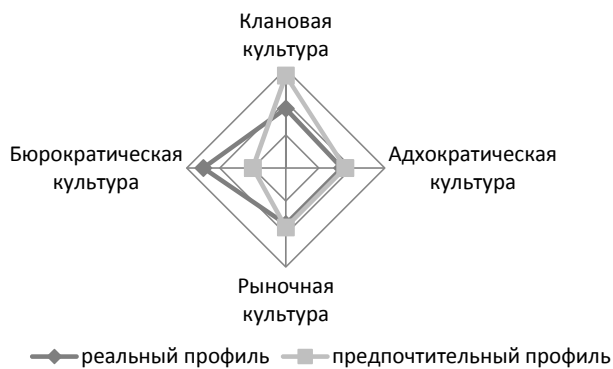 Клановая
культура
Бюрократическая
культура
Адхократическая
культура
Рыночная
культура
реальный профиль
предпочтительный профиль